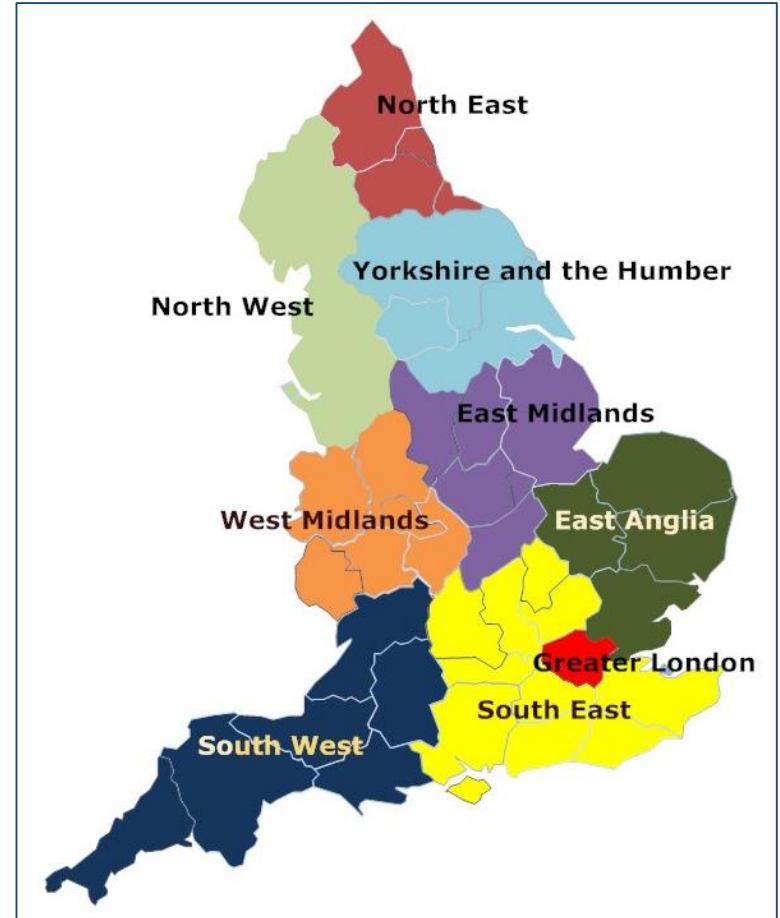 North East
Yorkshire and the Humber
North West
East Midlands
West Midlands
East Anglia
Greater London
South East
South West